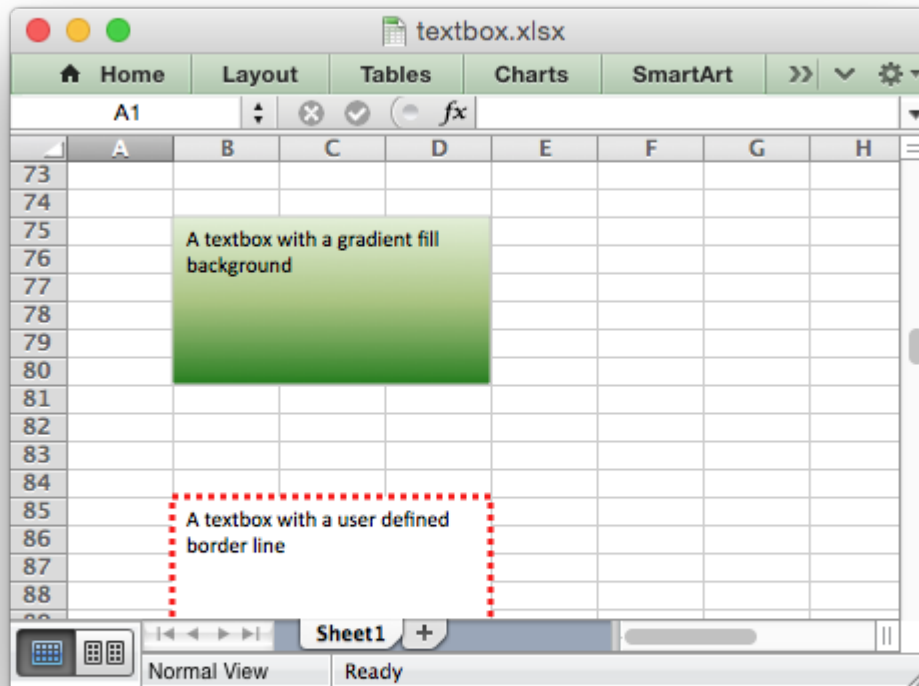 textbox.xlsx
Home Layout Tables Charts SmartArt
A1 fx
A B C D E F G H
73
74
75
76
77
78
79
80
81
82
83
84
85
86
87
88
A textbox with a gradient fill
background
A textbox with a user defined
border line
Sheet1
Normal View Ready